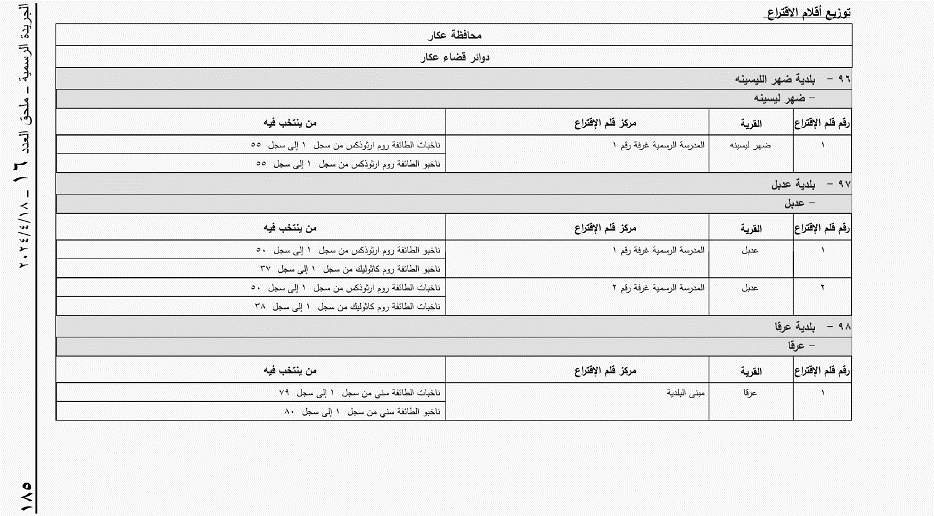 توزيع أقلام الاقتراع
محافظة عكار
دوائر قضاء عكار
٩٦ - بلدية ضهر الليسينه
- ضهر ليسينه
رقم قلم الإقتراع القرية مركز قلم الإقتراع من ينتخب فيه
١ ضهر ليسينه المدرسة الرسمية غرفة رقم ١ ناخبات الطائفة روم ارثوذكس من سجل ١ إلى سجل ٥٥
ناخبو الطائفة روم ارثوذكس من سجل ١ إلى سجل ٥٥
٩٧ - بلدية عدبل
- عدبل
رقم قلم الإقتراع القرية مركز قلم الإقتراع من ينتخب فيه
١ عدبل المدرسة الرسمية غرفة رقم ١ ناخبو الطائفة روم ارثوذكس من سجل ١ إلى سجل ٥٠
ناخبو الطائفة روم كاثوليك من سجل ١ إلى سجل ٣٧
٢ عدبل المدرسة الرسمية غرفة رقم ٢ ناخبات الطائفة روم ارثوذكس من سجل ١ إلى سجل ٥٠
ناخبات الطائفة روم كاثوليك من سجل ١ إلى سجل ٣٨
٩٨ - بلدية عرقا
- عرقا
رقم قلم الإقتراع القرية مركز قلم الإقتراع من ينتخب فيه
١ عرقا مبنى البلدية ناخبات الطائفة سني من سجل ١ إلى سجل ٧٩
ناخبو الطائفة سني من سجل ١ إلى سجل ٨٠
الجريدة الرسمية - ملحق العدد ١٦ - ٢٠٢٤/٤/١٨
١٨٥